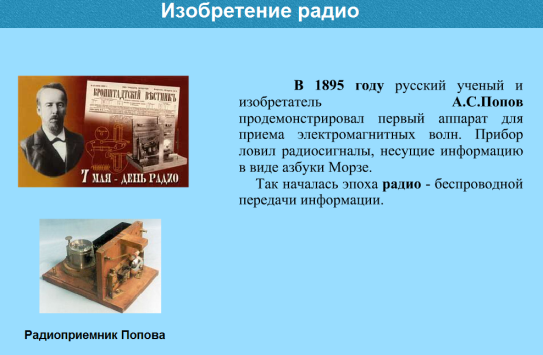 Изобретение радио
КРОНШТАДТСКІЙ ВѢСТНИКЪ
7 МАЯ - ДЕНЬ РАДИО
В 1895 году русский ученый и
изобретатель А.С.Попов
продемонстрировал первый аппарат для
приема электромагнитных волн. Прибор
ловил радиосигналы, несущие информацию
в виде азбуки Морзе.
Так началась эпоха радио - беспроводной
передачи информации.
Радиоприемник Попова